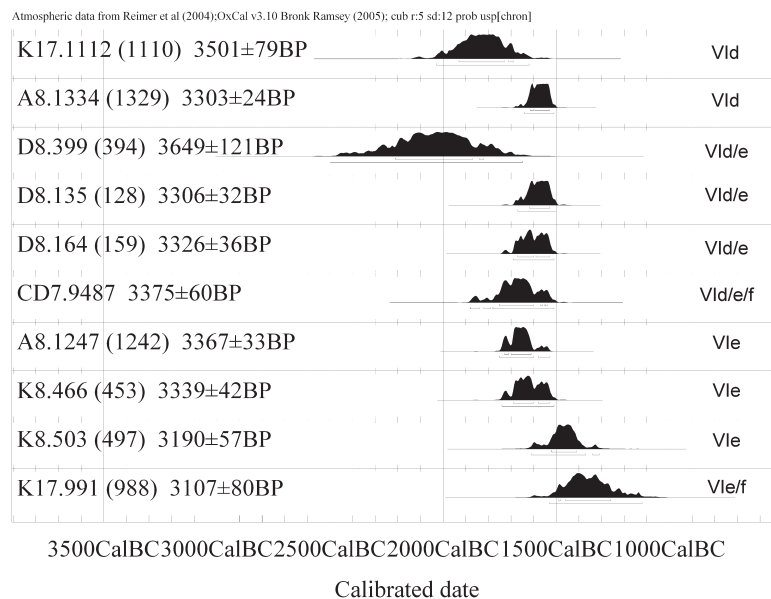 Atmospheric data from Reimer et al (2004);OxCal v3.10 Bronk Ramsey (2005); cub r:5 sd:12 prob usp[chron]
K17.1112 (1110) 3501±79BP VId
A8.1334 (1329) 3303±24BP VId
D8.399 (394) 3649±121BP VId/e
D8.135 (128) 3306±32BP VId/e
D8.164 (159) 3326±36BP VId/e
CD7.9487 3375±60BP VId/e/f
A8.1247 (1242) 3367±33BP VIe
K8.466 (453) 3339±42BP VIe
K8.503 (497) 3190±57BP VIe
K17.991 (988) 3107±80BP VIe/f
3500CalBC3000CalBC2500CalBC2000CalBC1500CalBC1000CalBC
Calibrated date